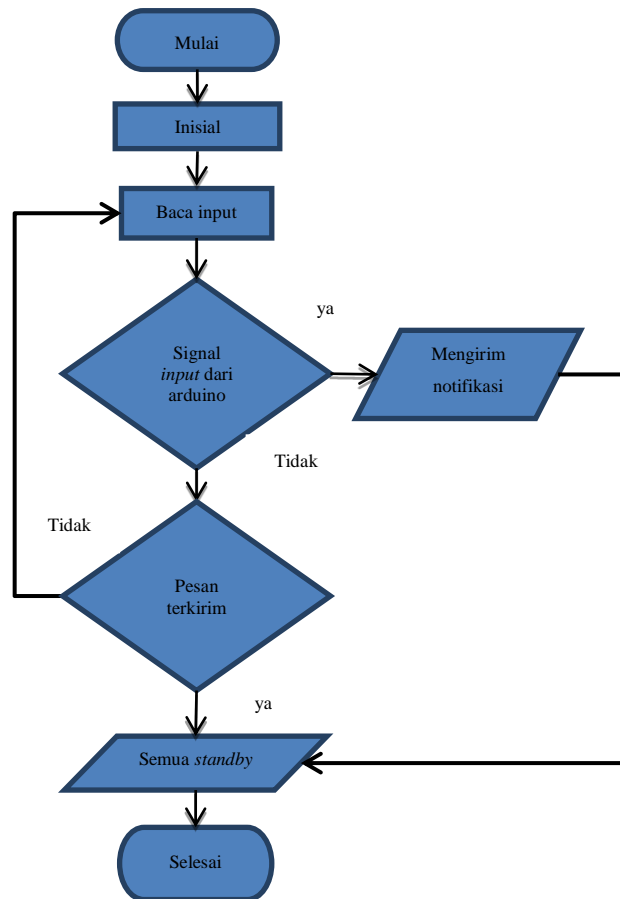 Mulai
Inisial
Baca input
ya
Signal
input dari
arduino
Mengirim
notifikasi
Tidak
Tidak
Pesan
terkirim
ya
Semua standby
Selesai